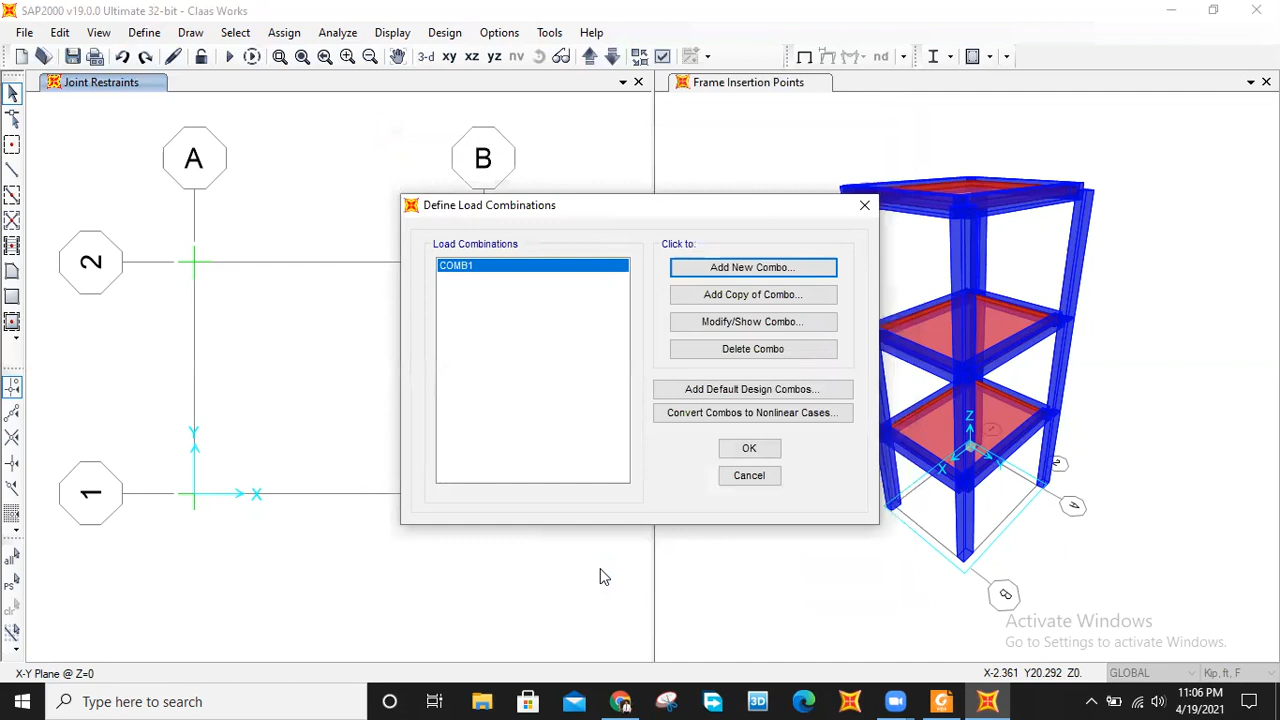 SAP2000 v19.0.0 Ultimate 32-bit - Claas Works
File Edit View Define Draw Select Assign Analyze Display Design Options Tools Help
3-d xy xz yz nd
Joint Restraints
Frame Insertion Points
A
B
2
1
Y
X
Define Load Combinations
Load Combinations
COMB1
Click to:
Add New Combo...
Add Copy of Combo...
Modify/Show Combo...
Delete Combo
Add Default Design Combos...
Convert Combos to Nonlinear Cases...
OK
Cancel
Z
X
Y
2
A
B
all
PS
clr
Activate Windows
Go to Settings to activate Windows.
X-Y Plane @ Z=0
X-2.361 Y20.292 Z0.
GLOBAL
Kip, ft, F
Type here to search
11:06 PM
4/19/2021